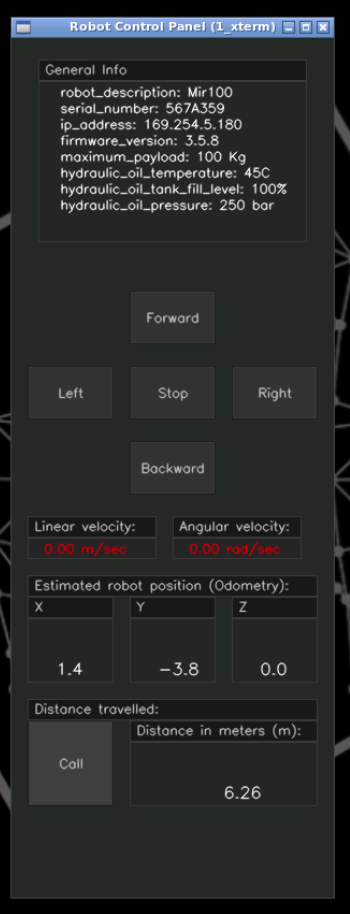 Robot Control Panel (1_xterm)
General Info
robot_description: Mir100
serial_number: 567A359
ip_address: 169.254.5.180
firmware_version: 3.5.8
maximum_payload: 100 Kg
hydraulic_oil_temperature: 45C
hydraulic_oil_tank_fill_level: 100%
hydraulic_oil_pressure: 250 bar
Forward
Left Stop Right
Backward
Linear velocity: Angular velocity:
0.00 m/sec 0.00 rad/sec
Estimated robot position (Odometry):
X Y Z
1.4 -3.8 0.0
Distance travelled:
Distance in meters (m):
Call
6.26